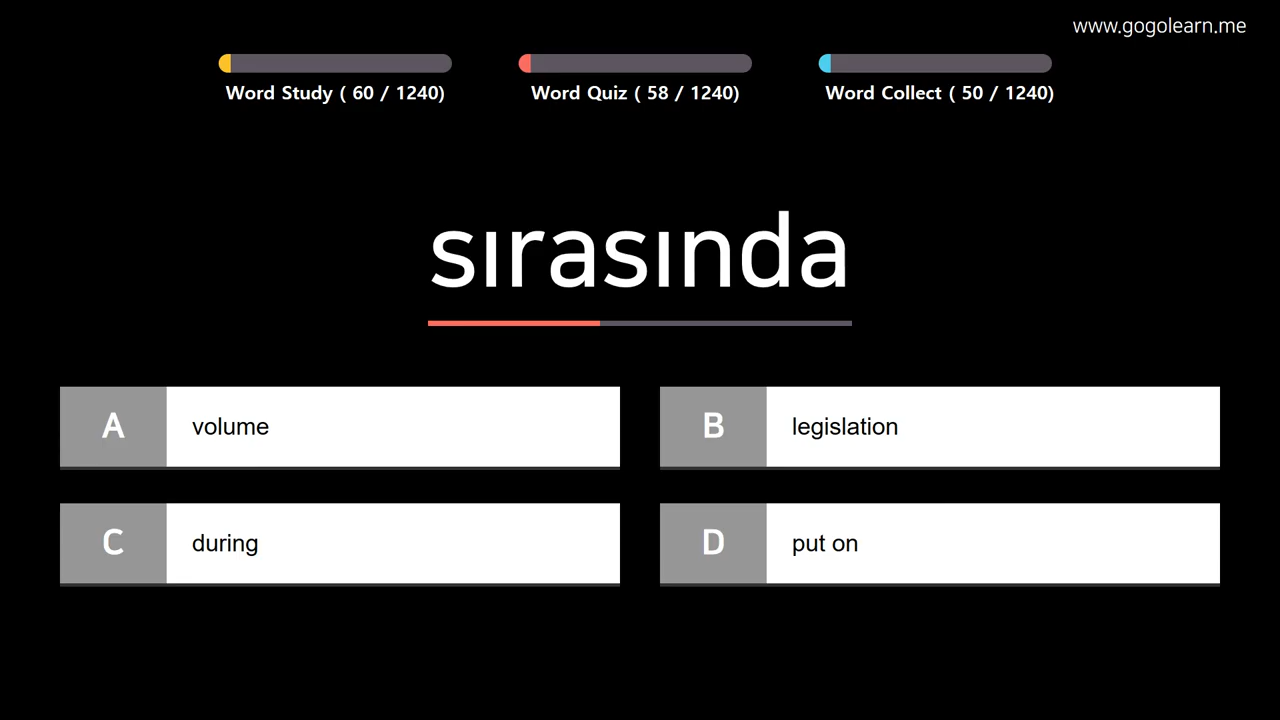 www.gogolearn.me
Word Study ( 60 / 1240)
Word Quiz ( 58 / 1240)
Word Collect ( 50 / 1240)
sırasında
A volume
B legislation
C during
D put on